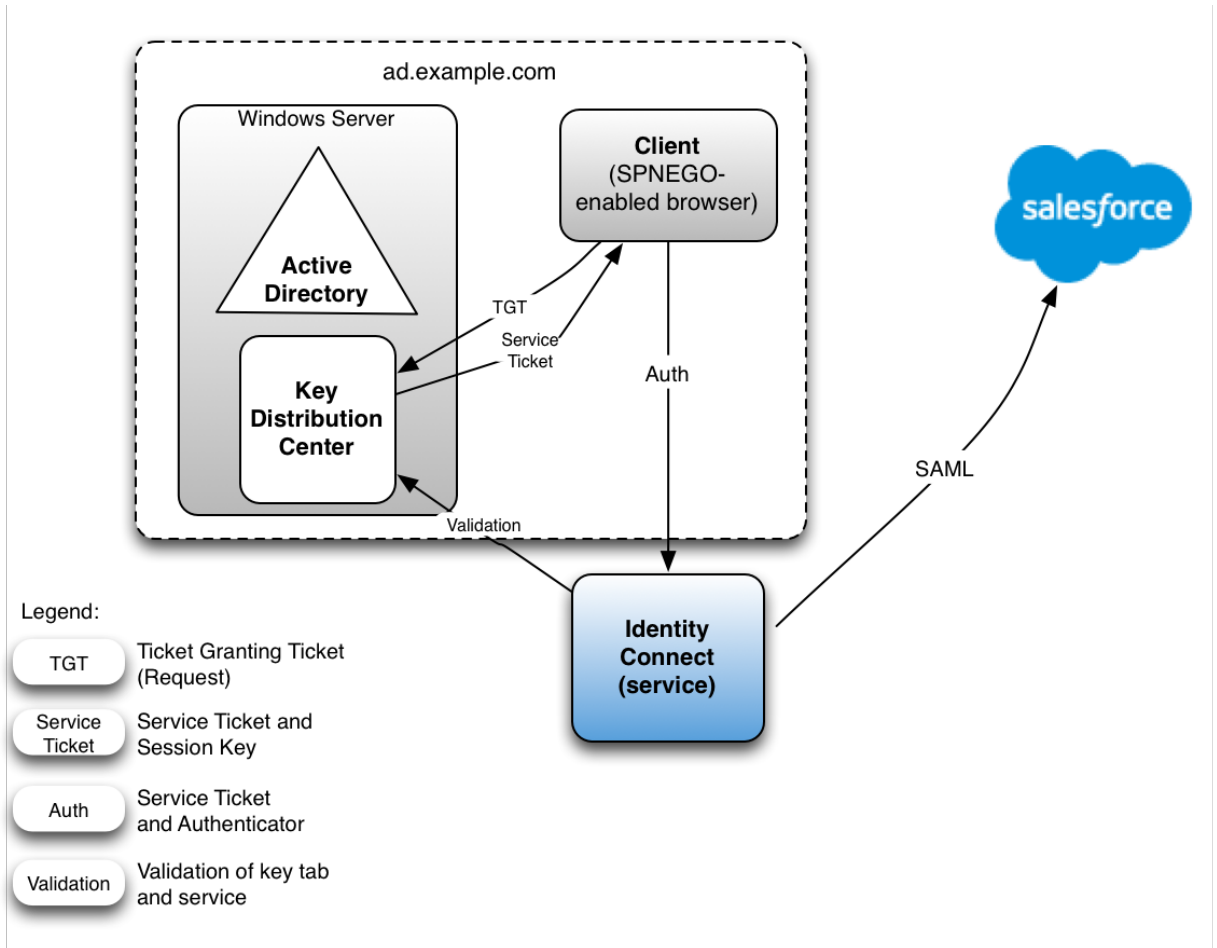 ad.example.com
Windows Server
Active
Directory
Key
Distribution
Center
Client
(SPNEGO-
enabled browser)
TGT
Service
Ticket
Auth
Validation
Identity
Connect
(service)
SAML
salesforce
Legend:
TGT
Ticket Granting Ticket
(Request)
Service
Ticket
Service Ticket and
Session Key
Auth
Service Ticket
and Authenticator
Validation
Validation of key tab
and service